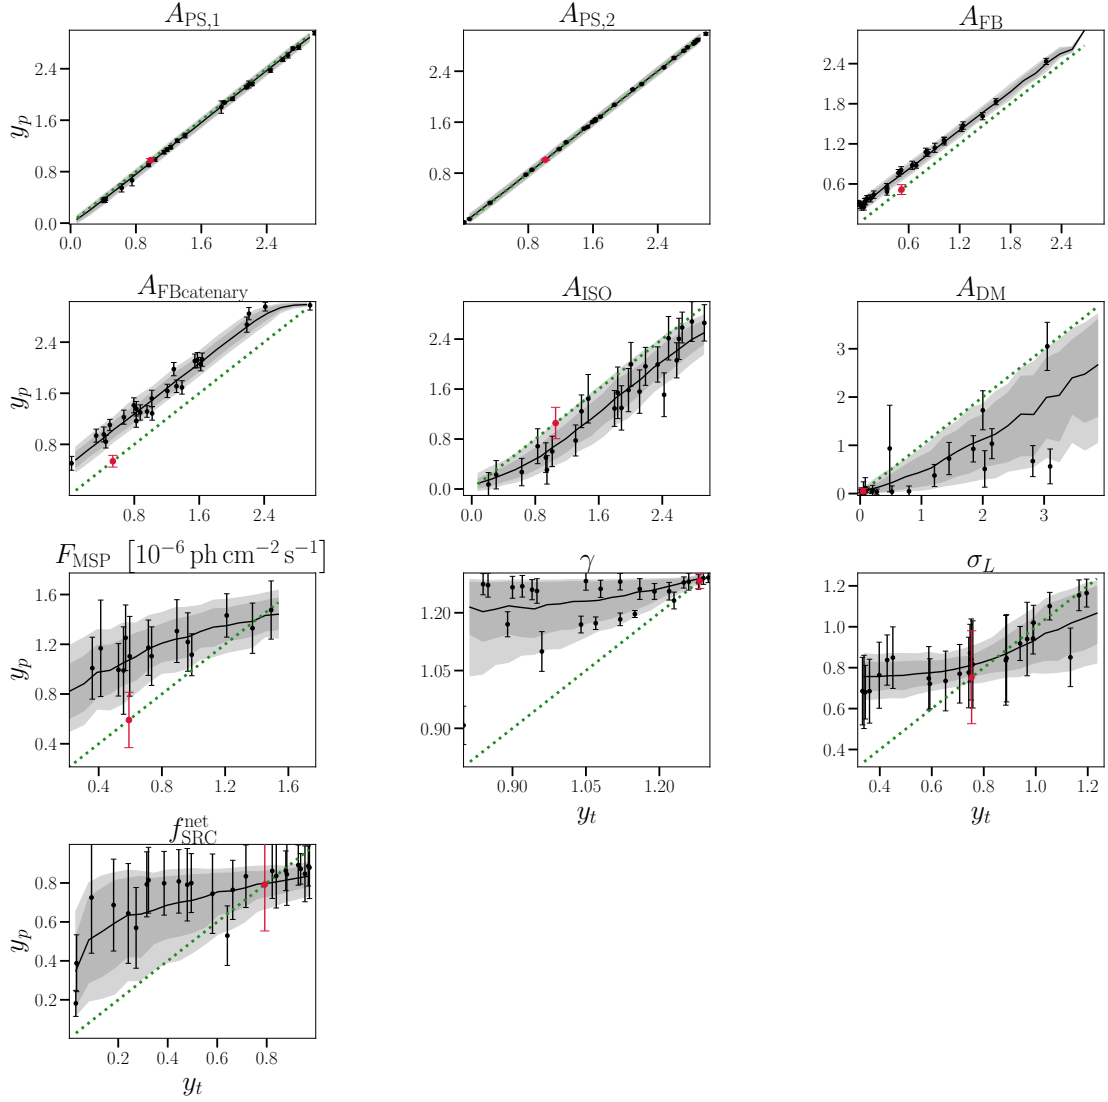 A_PS,1
A_PS,2
A_FB
y_p
2.4
1.6
0.8
0.0
0.0 0.8 1.6 2.4
2.4
1.6
0.8
0.8 1.6 2.4
2.4
1.8
1.2
0.6
0.6 1.2 1.8 2.4
A_FBcatenary
A_ISO
A_DM
y_p
2.4
1.6
0.8
0.8 1.6 2.4
2.4
1.6
0.8
0.0
0.0 0.8 1.6 2.4
3
2
1
0
0 1 2 3
F_MSP [10^−6 ph cm^−2 s^−1]
γ
σ_L
y_p
1.6
1.2
0.8
0.4
0.4 0.8 1.2 1.6
1.20
1.05
0.90
0.90 1.05 1.20
y_t
1.2
1.0
0.8
0.6
0.4
0.4 0.6 0.8 1.0 1.2
y_t
f_SRC^net
y_p
0.8
0.6
0.4
0.2
0.2 0.4 0.6 0.8
y_t